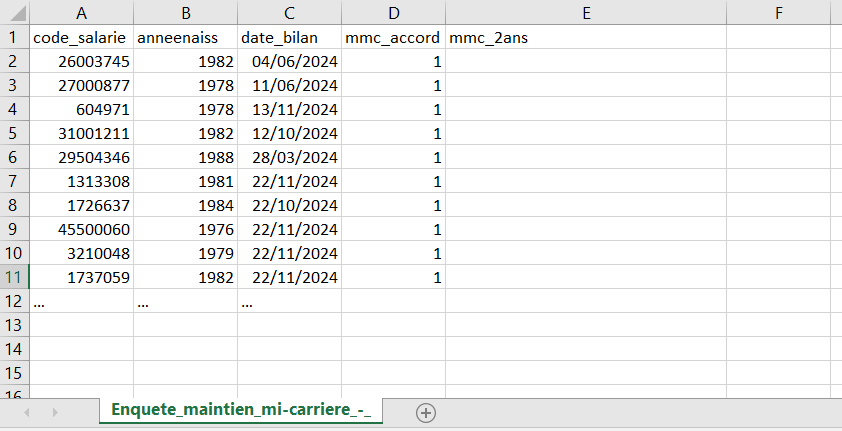 A B C D E F
1 code_salarie anneenaiss date_bilan mmc_accord mmc_2ans
2 26003745 1982 04/06/2024 1
3 27000877 1978 11/06/2024 1
4 604971 1978 13/11/2024 1
5 31001211 1982 12/10/2024 1
6 29504346 1988 28/03/2024 1
7 1313308 1981 22/11/2024 1
8 1726637 1984 22/10/2024 1
9 45500060 1976 22/11/2024 1
10 3210048 1979 22/11/2024 1
11 1737059 1982 22/11/2024 1
12 ... ... ...
13
14
15
16
Enquete_maintien_mi-carriere_-_